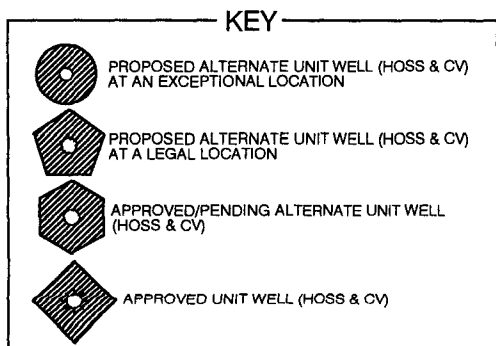 KEY
PROPOSED ALTERNATE UNIT WELL (HOSS & CV)
AT AN EXCEPTIONAL LOCATION
PROPOSED ALTERNATE UNIT WELL (HOSS & CV)
AT A LEGAL LOCATION
APPROVED/PENDING ALTERNATE UNIT WELL
(HOSS & CV)
APPROVED UNIT WELL (HOSS & CV)